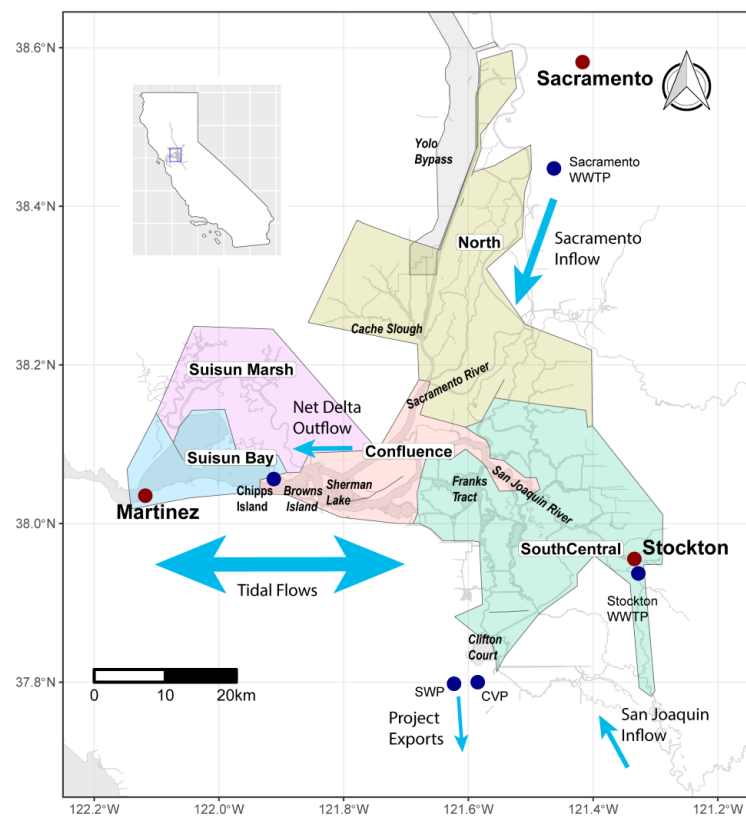 38.6°N
Sacramento
Yolo
Bypass
Sacramento
WWTP
38.4°N
North
Sacramento
Inflow
Cache Slough
38.2°N
Suisun Marsh
Sacramento River
Net Delta
Outflow
Suisun Bay
Confluence
Chipps
Island
Browns
Island
Sherman
Lake
Franks
Tract
San Joaquin River
Martinez
38.0°N
SouthCentral
Stockton
Tidal Flows
Stockton
WWTP
Clifton
Court
37.8°N
0 10 20km
SWP
CVP
Project
Exports
San Joaquin
Inflow
122.2°W 122.0°W 121.8°W 121.6°W 121.4°W 121.2°W